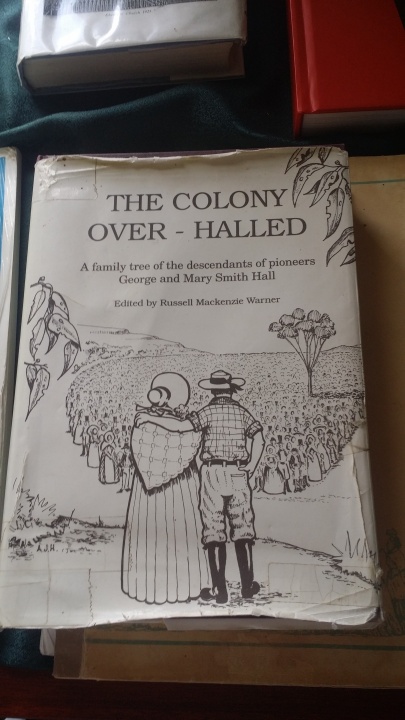 THE COLONY
OVER - HALLED
A family tree of the descendants of pioneers
George and Mary Smith Hall
Edited by Russell Mackenzie Warner